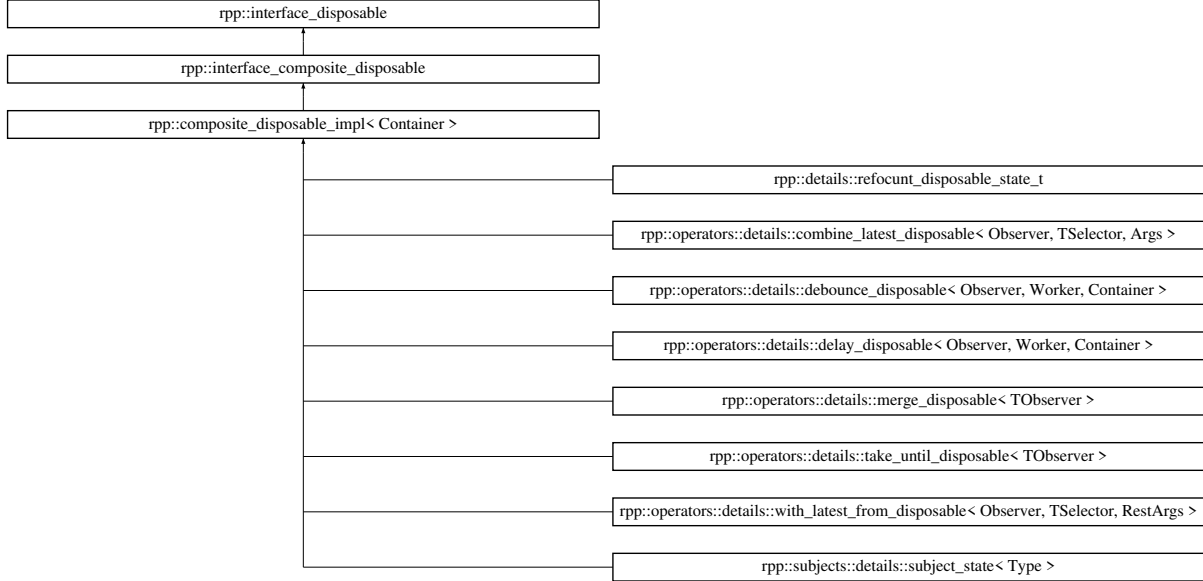 rpp::interface_disposable
rpp::interface_composite_disposable
rpp::composite_disposable_impl< Container >
rpp::details::refocunt_disposable_state_t
rpp::operators::details::combine_latest_disposable< Observer, TSelector, Args >
rpp::operators::details::debounce_disposable< Observer, Worker, Container >
rpp::operators::details::delay_disposable< Observer, Worker, Container >
rpp::operators::details::merge_disposable< TObserver >
rpp::operators::details::take_until_disposable< TObserver >
rpp::operators::details::with_latest_from_disposable< Observer, TSelector, RestArgs >
rpp::subjects::details::subject_state< Type >